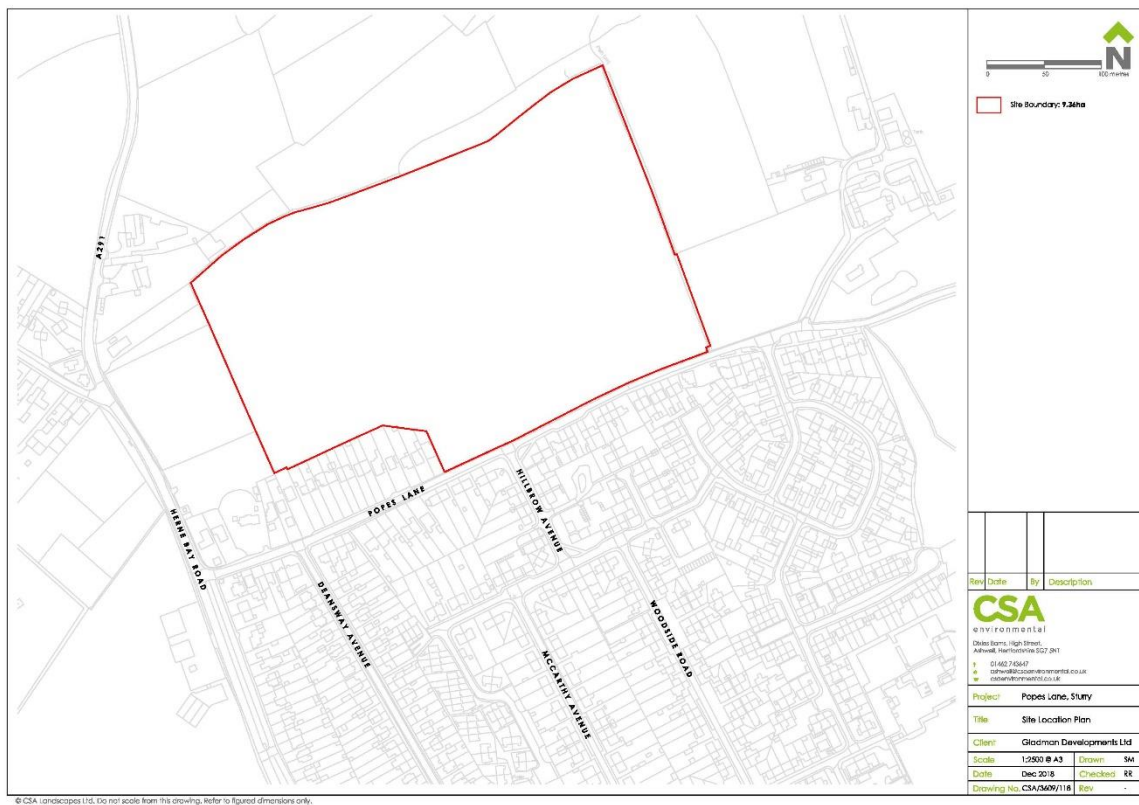 A291
HERNE BAY ROAD
POPES LANE
DEANSWAY AVENUE
HILLBROW AVENUE
MCCARTHY AVENUE
WOODSIDE ROAD
N
0 50 100 metres
Site Boundary: 9.36ha
Rev Date By Description
CSA
environmental
Dixies Barns, High Street,
Ashwell, Hertfordshire SG7 5NT
t 01462 743647
e ashwell@csaenvironmental.co.uk
w csaenvironmental.co.uk
Project Popes Lane, Sturry
Title Site Location Plan
Client Gladman Developments Ltd
Scale 1:2500 @ A3 Drawn SM
Date Dec 2018 Checked RR
Drawing No. CSA/3609/118 Rev -
© CSA Landscapes Ltd. Do not scale from this drawing. Refer to figured dimensions only.